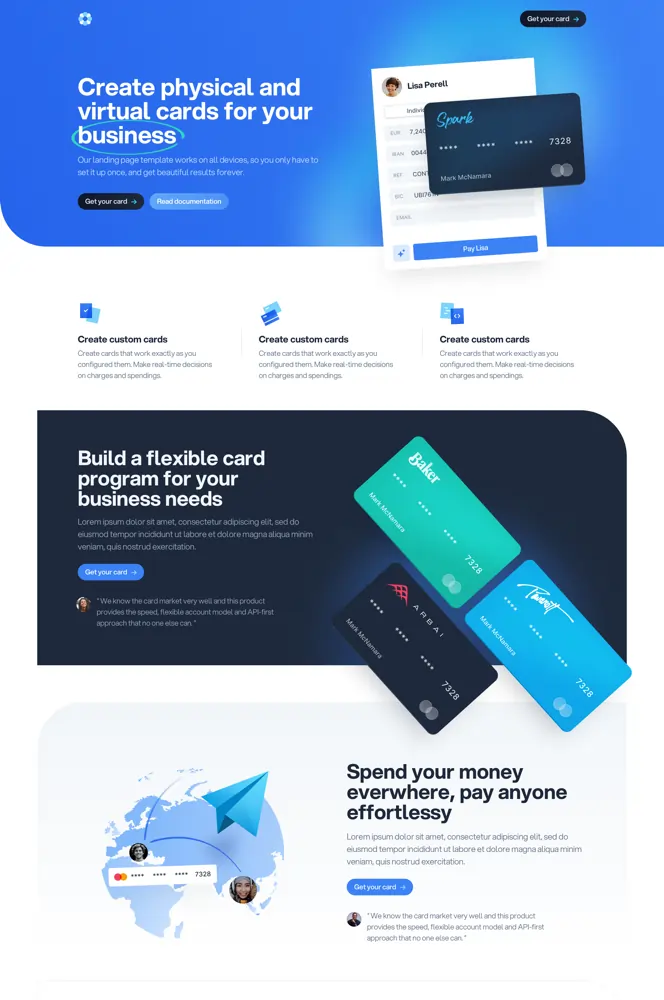 Get your card →
Create physical and
virtual cards for your
business
Our landing page template works on all devices, so you only have to
set it up once, and get beautiful results forever.
Get your card →
Read documentation
Lisa Perell
EUR 7,240
IBAN 0044
REF
BIC
EMAIL
Pay Lisa
Spark
**** **** **** 7328
Mark McNamara
Create custom cards
Create cards that work exactly as you
configured them. Make real-time decisions
on charges and spendings.
Create custom cards
Create cards that work exactly as you
configured them. Make real-time decisions
on charges and spendings.
Create custom cards
Create cards that work exactly as you
configured them. Make real-time decisions
on charges and spendings.
Build a flexible card
program for your
business needs
Lorem ipsum dolor sit amet, consectetur adipiscing elit, sed do
eiusmod tempor incididunt ut labore et dolore magna aliqua minim
veniam, quis nostrud exercitation.
Get your card →
" We know the card market very well and this product
provides the speed, flexible account model and API-first
approach that no one else can. "
Baker
**** **** **** 7328
Mark McNamara
ARBAI
**** **** **** 7328
Mark McNamara
**** **** **** 7328
Mark McNamara
Spend your money
everwhere, pay anyone
effortlessy
Lorem ipsum dolor sit amet, consectetur adipiscing elit, sed do
eiusmod tempor incididunt ut labore et dolore magna aliqua minim
veniam, quis nostrud exercitation.
Get your card →
" We know the card market very well and this product
provides the speed, flexible account model and API-first
approach that no one else can. "
**** **** **** 7328